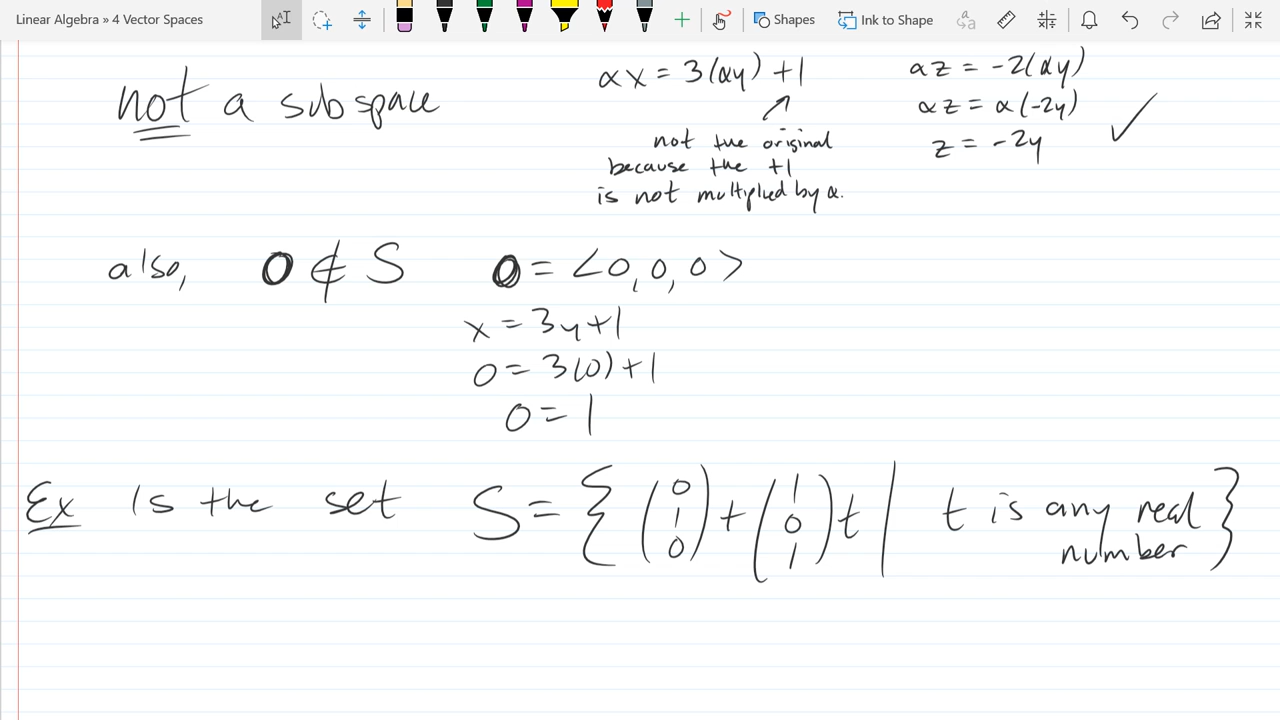 Linear Algebra » 4 Vector Spaces
Shapes
Ink to Shape
not a subspace
αx = 3(αy) + 1
not the original
because the +1
is not multiplied by α.
αz = -2(αy)
αz = α(-2y)
z = -2y ✓
also, 0 ∉ S 0 = <0, 0, 0>
x = 3y+1
0 = 3(0) + 1
0 = 1
Ex Is the set S = { (0 1 0) + (1 0 1) t | t is any real
number }